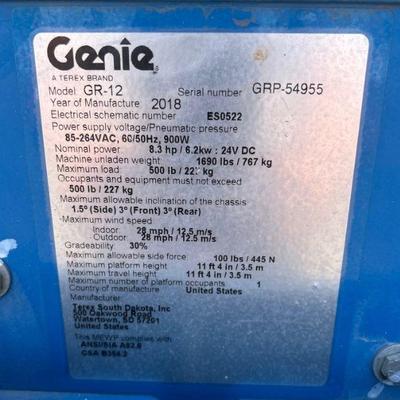 Genie
A TEREX BRAND
Model GR-12 Serial number GRP-54955
Year of Manufacture 2018
Electrical schematic number ES0522
Power supply voltage/Pneumatic pressure
85-264VAC, 60/50Hz, 900W
Nominal power: 8.3 hp / 6.2kw : 24V DC
Machine unladen weight 1690 lbs / 767 kg
Maximum load: 500 lb / 227 kg
Occupants and equipment must not exceed
500 lb / 227 kg
Maximum allowable inclination of the chassis
1.5° (Side) 3° (Front) 3° (Rear)
Maximum wind speed
Indoor: 28 mph / 12.5 m/s
Outdoor: 28 mph / 12.5 m/s
Gradeability 30%
Maximum allowable side force 100 lbs / 445 N
Maximum platform height 11 ft 4 in / 3.5 m
Maximum travel height 11 ft 4 in / 3.5 m
Maximum number of platform occupants 1
Country of manufacture United States
Manufacturer:
Terex South Dakota, Inc
500 Oakwood Road
Watertown, SD 57201
United States
This MEWP complies with:
ANSI/SIA A92.6
CSA B354.2